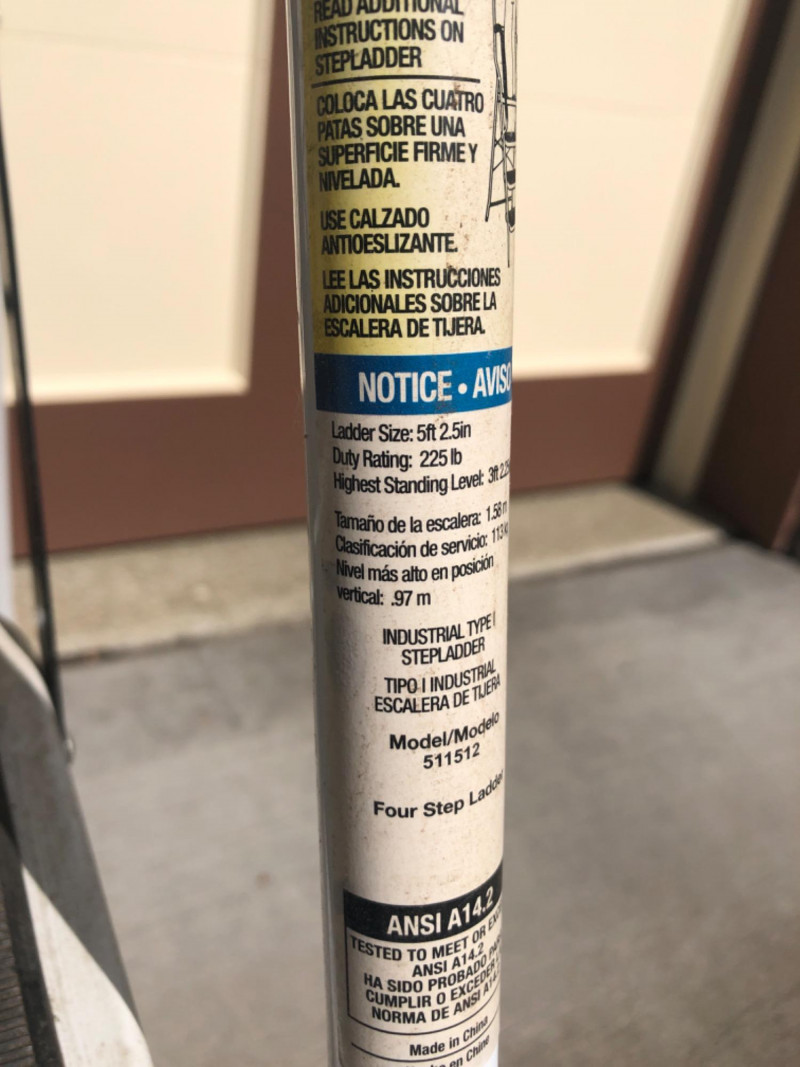 READ ADDITIONAL
INSTRUCTIONS ON
STEPLADDER
COLOCA LAS CUATRO
PATAS SOBRE UNA
SUPERFICIE FIRME Y
NIVELADA.
USE CALZADO
ANTIOESLIZANTE.
LEE LAS INSTRUCCIONES
ADICIONALES SOBRE LA
ESCALERA DE TIJERA.
NOTICE • AVISO
Ladder Size: 5ft 2.5in
Duty Rating: 225 lb
Highest Standing Level: 3ft
Tamaño de la escalera: 1.58 m
Clasificación de servicio: 113
Nivel más alto en posición
vertical: .97 m
INDUSTRIAL TYPE I
STEPLADDER
TIPO I INDUSTRIAL
ESCALERA DE TIJERA
Model/Modelo
511512
Four Step Ladder
ANSI A14.2
TESTED TO MEET OR
ANSI A14.2
HA SIDO PROBADO
CUMPLIR O EXCEDER
NORMA DE ANSI
Made in China
en Chine